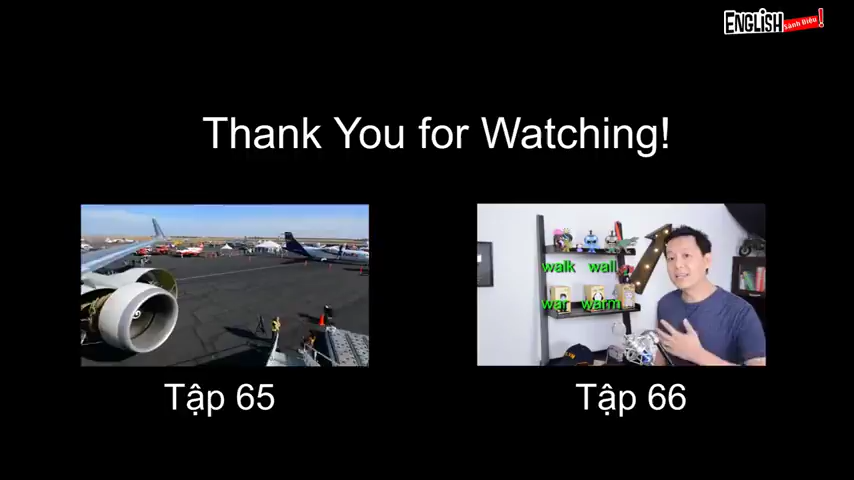 ENGLiSH Sành Điệu!
Thank You for Watching!
walk wall
war warm
Tập 65
Tập 66